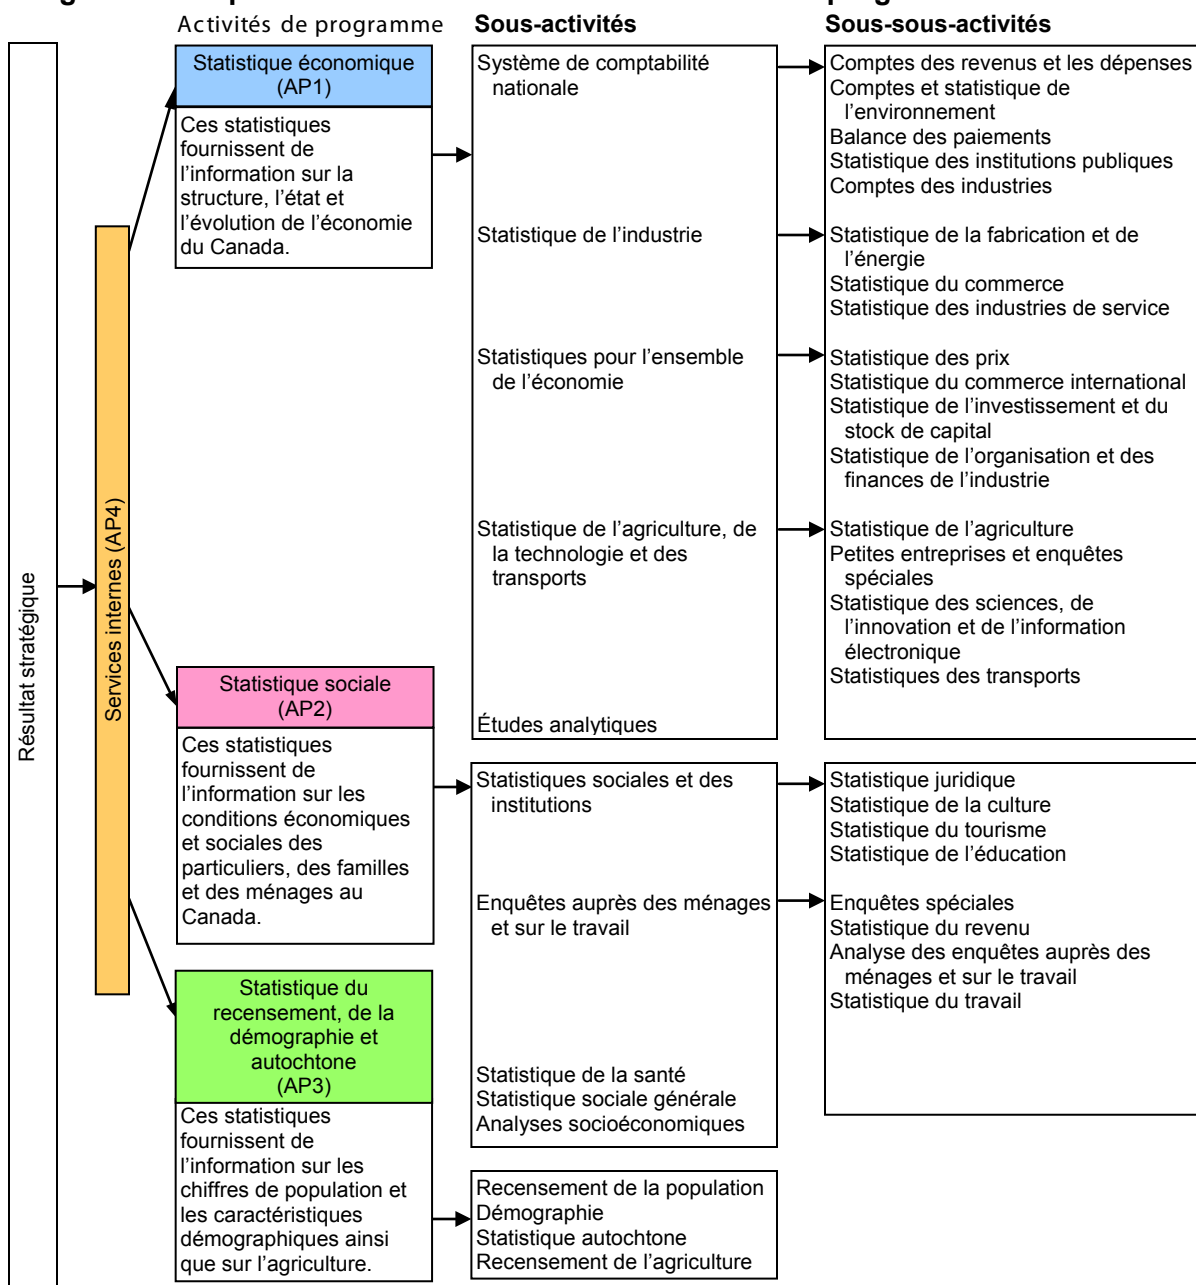 Activités de programme
Sous-activités
Sous-sous-activités
Résultat stratégique
Services internes (AP4)
Statistique économique
(AP1)
Ces statistiques
fournissent de
l’information sur la
structure, l’état et
l’évolution de l’économie
du Canada.
Système de comptabilité
nationale
Comptes des revenus et les dépenses
Comptes et statistique de
l’environnement
Balance des paiements
Statistique des institutions publiques
Comptes des industries
Statistique de l’industrie
Statistique de la fabrication et de
l’énergie
Statistique du commerce
Statistique des industries de service
Statistiques pour l’ensemble
de l’économie
Statistique des prix
Statistique du commerce international
Statistique de l’investissement et du
stock de capital
Statistique de l’organisation et des
finances de l’industrie
Statistique de l’agriculture, de
la technologie et des
transports
Statistique de l’agriculture
Petites entreprises et enquêtes
spéciales
Statistique des sciences, de
l’innovation et de l’information
électronique
Statistiques des transports
Études analytiques
Statistique sociale
(AP2)
Ces statistiques
fournissent de
l’information sur les
conditions économiques
et sociales des
particuliers, des familles
et des ménages au
Canada.
Statistiques sociales et des
institutions
Statistique juridique
Statistique de la culture
Statistique du tourisme
Statistique de l’éducation
Enquêtes auprès des ménages
et sur le travail
Enquêtes spéciales
Statistique du revenu
Analyse des enquêtes auprès des
ménages et sur le travail
Statistique du travail
Statistique de la santé
Statistique sociale générale
Analyses socioéconomiques
Statistique du
recensement, de la
démographie et
autochtone
(AP3)
Ces statistiques
fournissent de
l’information sur les
chiffres de population et
les caractéristiques
démographiques ainsi
que sur l’agriculture.
Recensement de la population
Démographie
Statistique autochtone
Recensement de l’agriculture